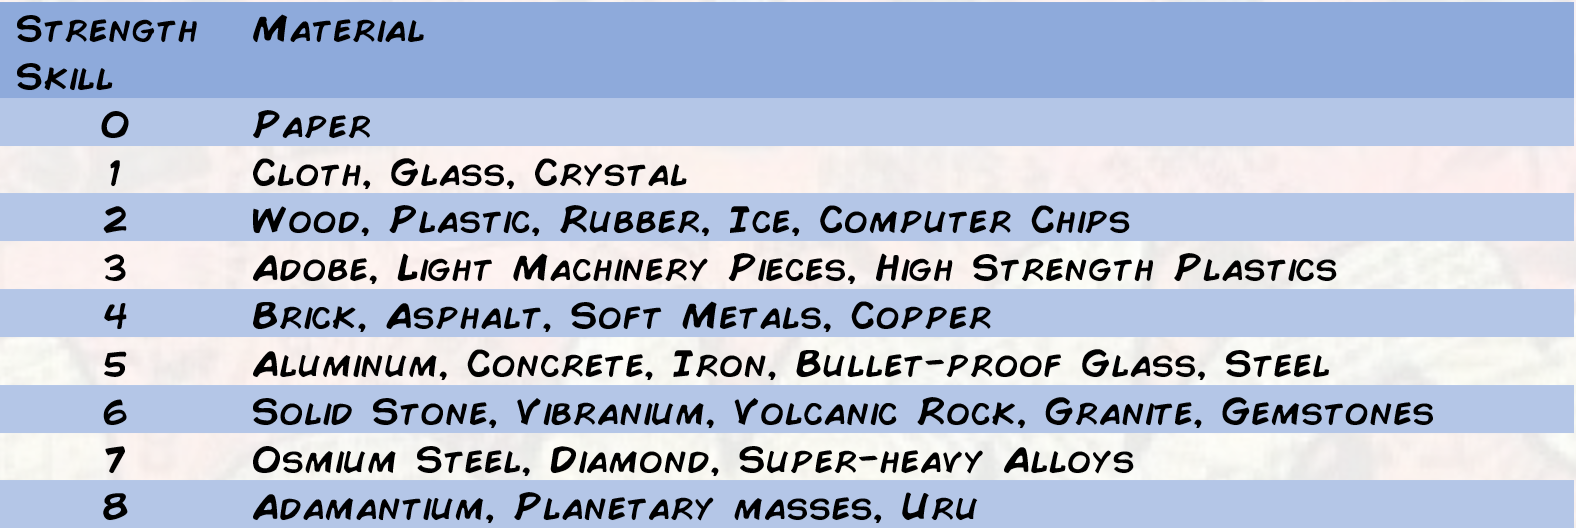 Strength Material
Skill
0 Paper
1 Cloth, Glass, Crystal
2 Wood, Plastic, Rubber, Ice, Computer Chips
3 Adobe, Light Machinery Pieces, High Strength Plastics
4 Brick, Asphalt, Soft Metals, Copper
5 Aluminum, Concrete, Iron, Bullet-proof Glass, Steel
6 Solid Stone, Vibranium, Volcanic Rock, Granite, Gemstones
7 Osmium Steel, Diamond, Super-heavy Alloys
8 Adamantium, Planetary masses, Uru